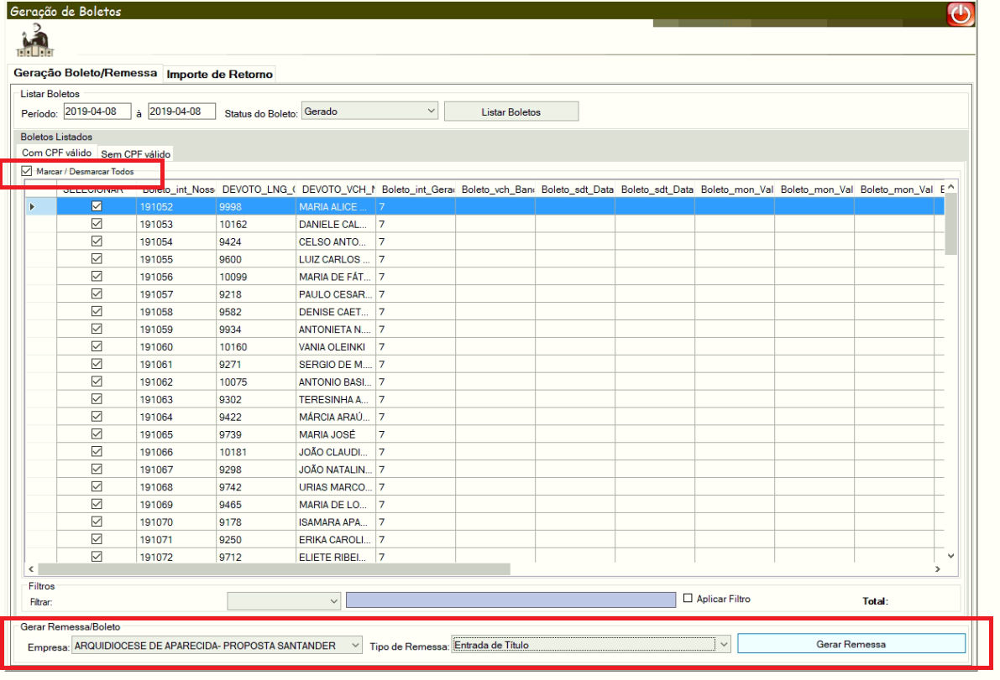 Geração de Boletos
Geração Boleto/Remessa Importe de Retorno
Listar Boletos
Período: 2019-04-08 à 2019-04-08 Status do Boleto: Gerado Listar Boletos
Boletos Listados
Com CPF válido Sem CPF válido
Marcar / Desmarcar Todos
SELECIONAR Boleto_int_Noss DEVOTO_LNG_ DEVOTO_VCH_N Boleto_int_Gerac Boleto_vch_Banc Boleto_sdt_Data Boleto_sdt_Data Boleto_mon_Val Boleto_mon_Val Boleto_mon_Val
191052 9998 MARIA ALICE ... 7
191053 10162 DANIELE CAL... 7
191054 9424 CELSO ANTO... 7
191055 9600 LUIZ CARLOS ... 7
191056 10099 MARIA DE FÁT... 7
191057 9218 PAULO CESAR... 7
191058 9582 DENISE CAET... 7
191059 9934 ANTONIETA N.... 7
191060 10160 VANIA OLEINKI 7
191061 9271 SERGIO DE M.... 7
191062 10075 ANTONIO BASI... 7
191063 9302 TERESINHA A... 7
191064 9422 MÁRCIA ARAÚ... 7
191065 9739 MARIA JOSÉ 7
191066 10181 JOÃO CLAUDI... 7
191067 9298 JOÃO NATALIN... 7
191068 9742 URIAS MARCO... 7
191069 9465 MARIA DE LO... 7
191070 9178 ISAMARA APA... 7
191071 9250 ERIKA CAROLI... 7
191072 9712 ELIETE RIBEI... 7
Filtros
Filtrar: Aplicar Filtro Total:
Gerar Remessa/Boleto
Empresa: ARQUIDIOCESE DE APARECIDA- PROPOSTA SANTANDER Tipo de Remessa: Entrada de Título Gerar Remessa